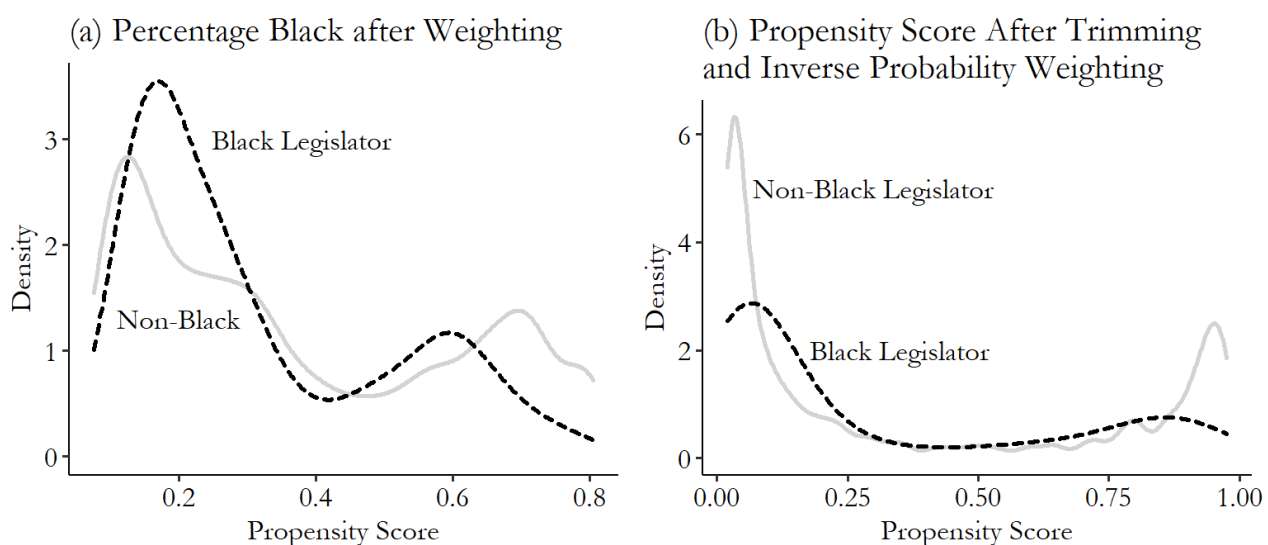 (a) Percentage Black after Weighting
Density
3
2
1
0
Black Legislator
Non-Black
0.2 0.4 0.6 0.8
Propensity Score
(b) Propensity Score After Trimming
and Inverse Probability Weighting
Density
6
4
2
0
Non-Black Legislator
Black Legislator
0.00 0.25 0.50 0.75 1.00
Propensity Score